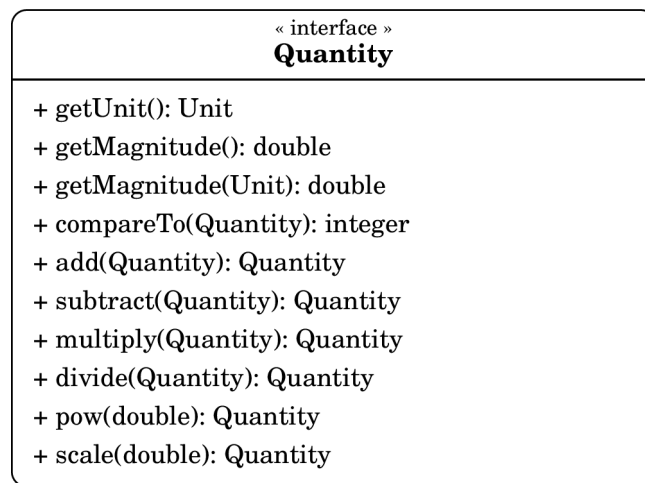 « interface »
Quantity
+ getUnit(): Unit
+ getMagnitude(): double
+ getMagnitude(Unit): double
+ compareTo(Quantity): integer
+ add(Quantity): Quantity
+ subtract(Quantity): Quantity
+ multiply(Quantity): Quantity
+ divide(Quantity): Quantity
+ pow(double): Quantity
+ scale(double): Quantity